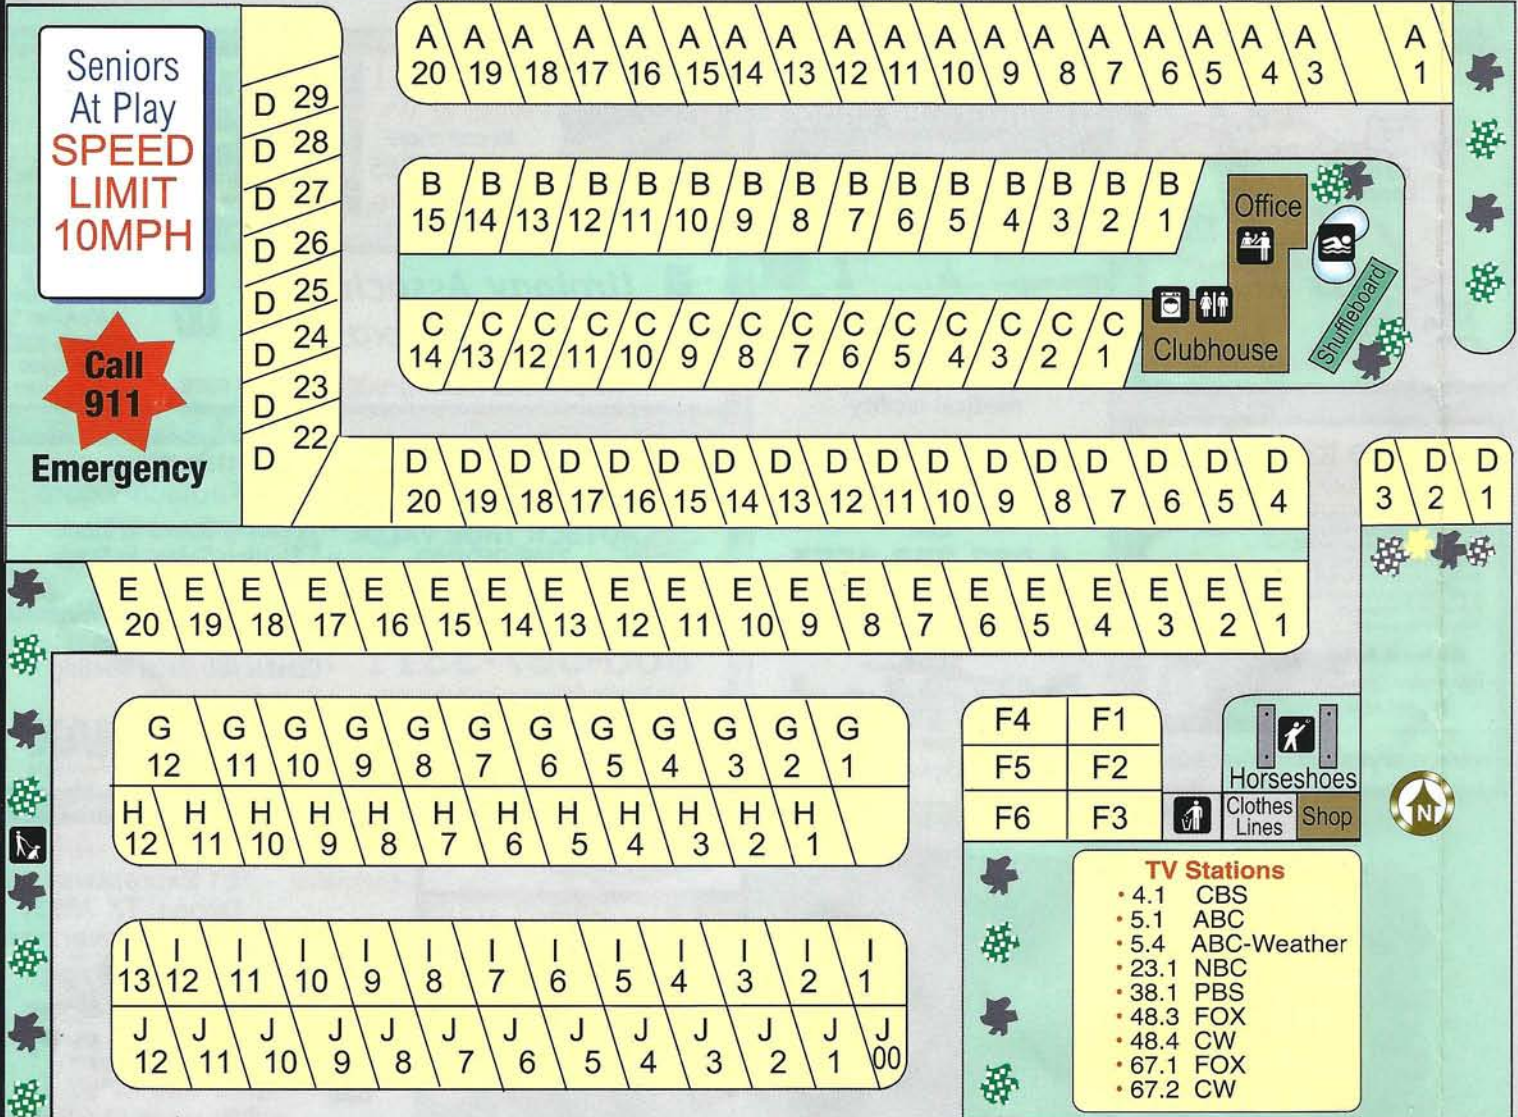 Seniors
At Play
SPEED
LIMIT
10MPH
Call
911
Emergency
D 29
D 28
D 27
D 26
D 25
D 24
D 23
D 22
A A A A A A A A A A A A A A A A A A A
20 19 18 17 16 15 14 13 12 11 10 9 8 7 6 5 4 3 1
B B B B B B B B B B B B B B B
15 14 13 12 11 10 9 8 7 6 5 4 3 2 1
Office
Shuffleboard
C C C C C C C C C C C C C C
14 13 12 11 10 9 8 7 6 5 4 3 2 1
Clubhouse
D D D D D D D D D D D D D D D D D
20 19 18 17 16 15 14 13 12 11 10 9 8 7 6 5 4
D D D
3 2 1
E E E E E E E E E E E E E E E E E E E E
20 19 18 17 16 15 14 13 12 11 10 9 8 7 6 5 4 3 2 1
G G G G G G G G G G G G
12 11 10 9 8 7 6 5 4 3 2 1
H H H H H H H H H H H H
12 11 10 9 8 7 6 5 4 3 2 1
F4 F1
F5 F2
F6 F3
Horseshoes
Clothes
Lines
Shop
N
I I I I I I I I I I I I I
13 12 11 10 9 8 7 6 5 4 3 2 1
J J J J J J J J J J J J J
12 11 10 9 8 7 6 5 4 3 2 1 00
TV Stations
• 4.1 CBS
• 5.1 ABC
• 5.4 ABC-Weather
• 23.1 NBC
• 38.1 PBS
• 48.3 FOX
• 48.4 CW
• 67.1 FOX
• 67.2 CW